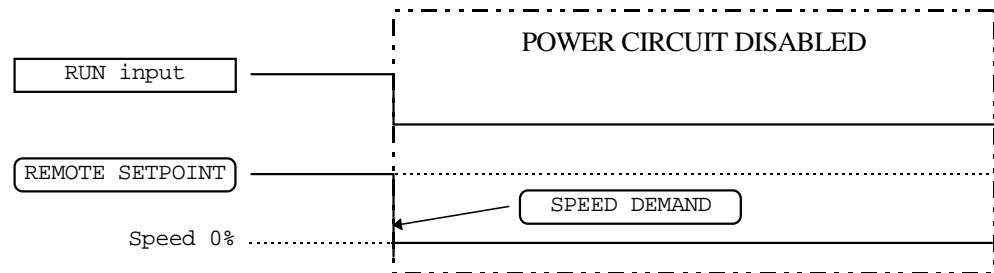 POWER CIRCUIT DISABLED
RUN input
REMOTE SETPOINT
SPEED DEMAND
Speed 0%